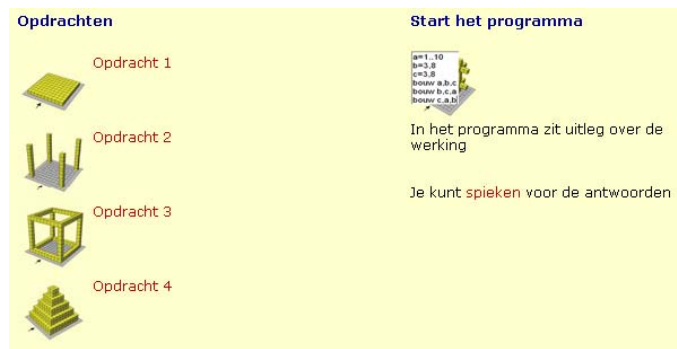 Opdrachten
Opdracht 1
Opdracht 2
Opdracht 3
Opdracht 4
Start het programma
a=1..10
b=3,8
c=3,8
bouw a,b,c
bouw b,c,a
bouw c,a,b
In het programma zit uitleg over de
werking
Je kunt spieken voor de antwoorden